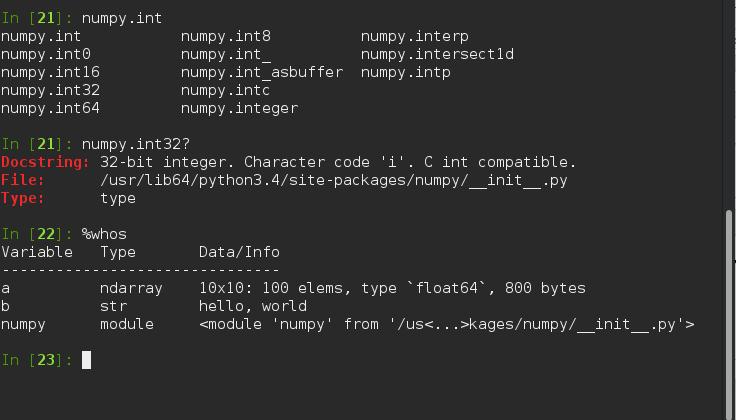 In [21]: numpy.int
numpy.int           numpy.int8          numpy.interp
numpy.int0          numpy.int_          numpy.intersect1d
numpy.int16         numpy.int_asbuffer  numpy.intp
numpy.int32         numpy.intc
numpy.int64         numpy.integer
In [21]: numpy.int32?
Docstring: 32-bit integer. Character code 'i'. C int compatible.
File:      /usr/lib64/python3.4/site-packages/numpy/__init__.py
Type:      type
In [22]: %whos
Variable   Type       Data/Info
-------------------------------
a          ndarray    10x10: 100 elems, type `float64`, 800 bytes
b          str        hello, world
numpy      module     <module 'numpy' from '/us<...>kages/numpy/__init__.py'>
In [23]: